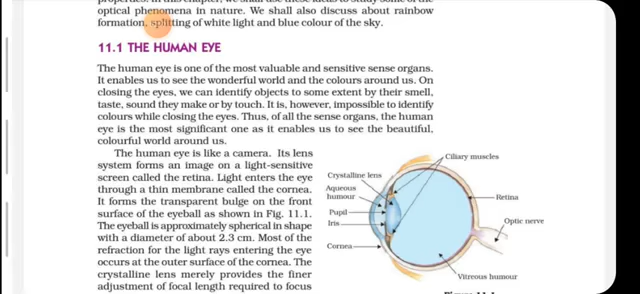 optical phenomena in nature. We shall also discuss about rainbow
formation, splitting of white light and blue colour of the sky.
11.1 THE HUMAN EYE
The human eye is one of the most valuable and sensitive sense organs.
It enables us to see the wonderful world and the colours around us. On
closing the eyes, we can identify objects to some extent by their smell,
taste, sound they make or by touch. It is, however, impossible to identify
colours while closing the eyes. Thus, of all the sense organs, the human
eye is the most significant one as it enables us to see the beautiful,
colourful world around us.
The human eye is like a camera. Its lens
system forms an image on a light-sensitive
screen called the retina. Light enters the eye
through a thin membrane called the cornea.
It forms the transparent bulge on the front
surface of the eyeball as shown in Fig. 11.1.
The eyeball is approximately spherical in shape
with a diameter of about 2.3 cm. Most of the
refraction for the light rays entering the eye
occurs at the outer surface of the cornea. The
crystalline lens merely provides the finer
adjustment of focal length required to focus
Ciliary muscles
Crystalline lens
Aqueous
humour
Pupil
Iris
Cornea
Retina
Optic nerve
Vitreous humour